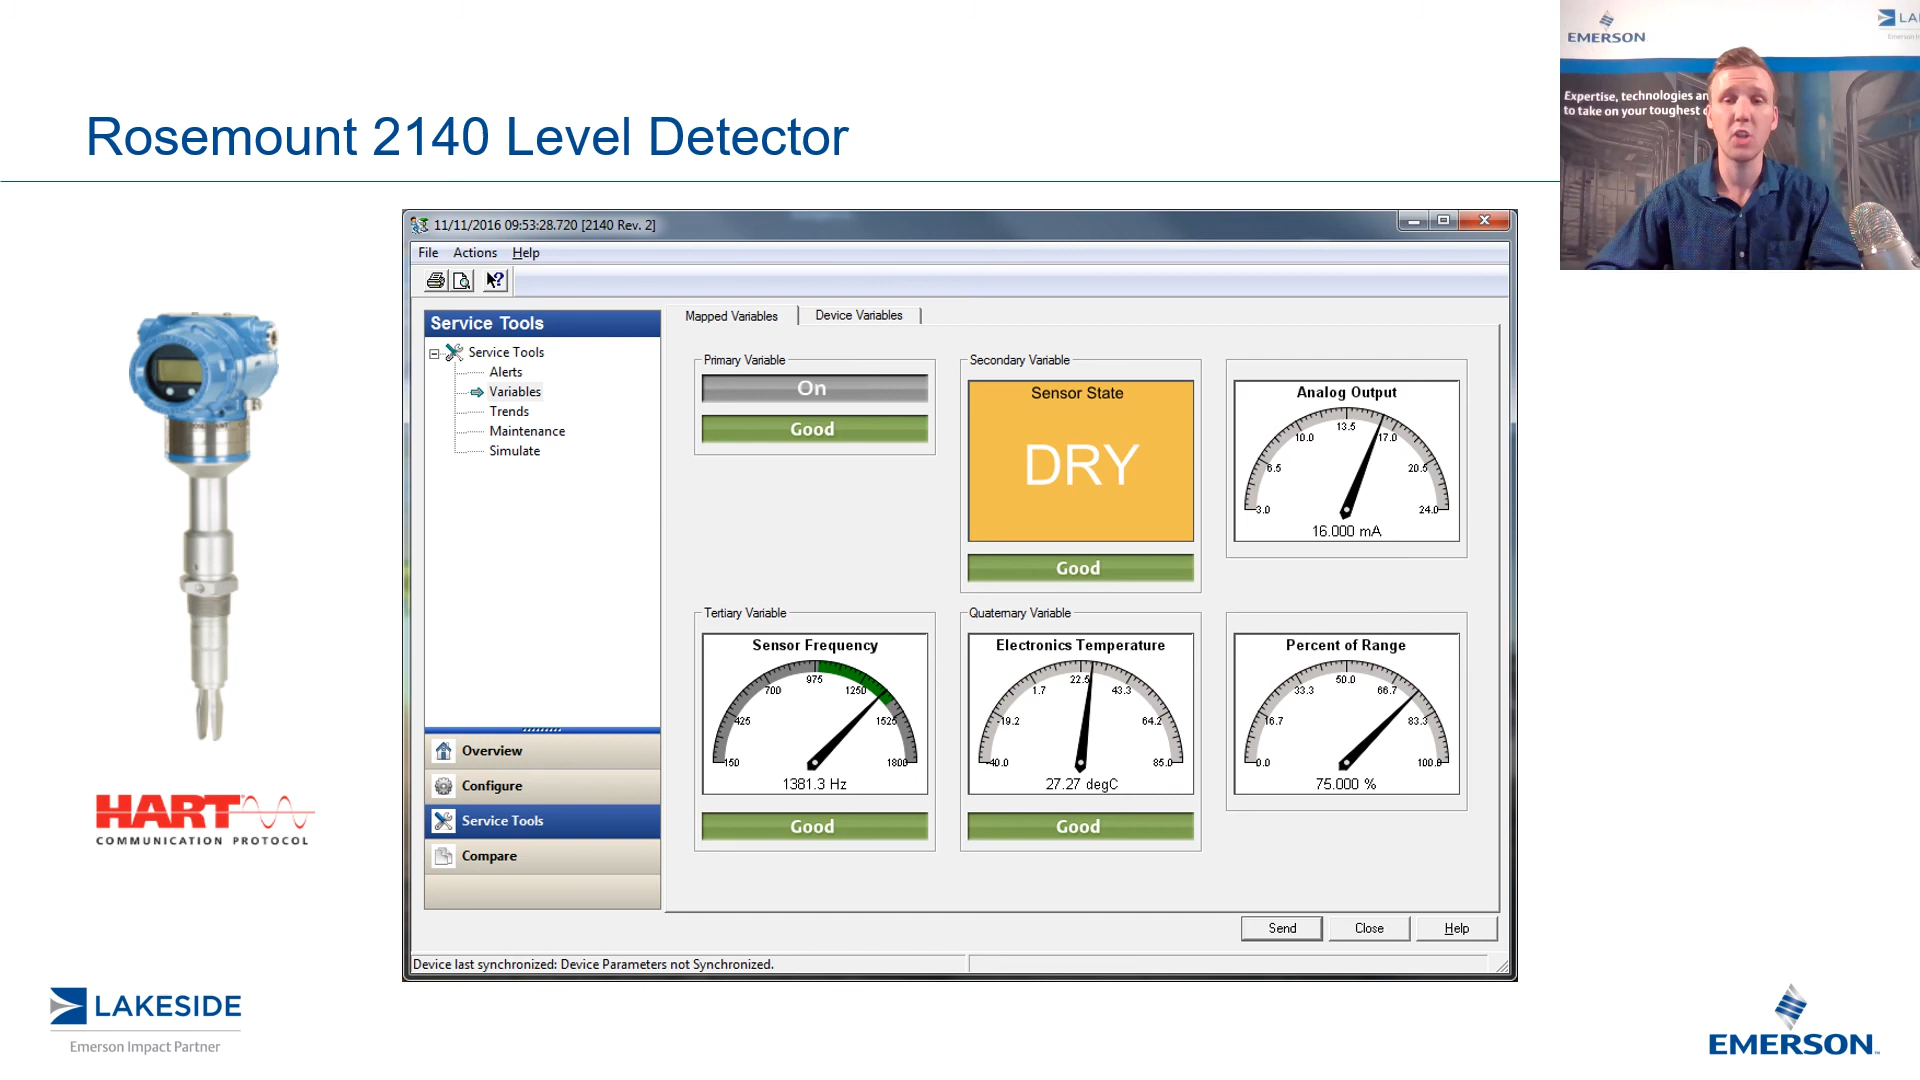 Rosemount 2140 Level Detector
EMERSON
LA
Expertise, technologies an
to take on your toughest
11/11/2016 09:53:28.720 [2140 Rev. 2]
File Actions Help
Service Tools
Service Tools
Alerts
Variables
Trends
Maintenance
Simulate
Overview
Configure
Service Tools
Compare
Mapped Variables
Device Variables
Primary Variable
On
Good
Secondary Variable
Sensor State
DRY
Good
Analog Output
3.0
6.5
10.0
13.5
17.0
20.5
24.0
16.000 mA
Tertiary Variable
Sensor Frequency
150
425
700
975
1250
1525
1800
1381.3 Hz
Good
Quaternary Variable
Electronics Temperature
-40.0
-19.2
1.7
22.5
43.3
64.2
85.0
27.27 degC
Good
Percent of Range
0.0
16.7
33.3
50.0
66.7
83.3
100.0
75.000 %
Send
Close
Help
Device last synchronized: Device Parameters not Synchronized.
HART
COMMUNICATION PROTOCOL
LAKESIDE
Emerson Impact Partner
EMERSON